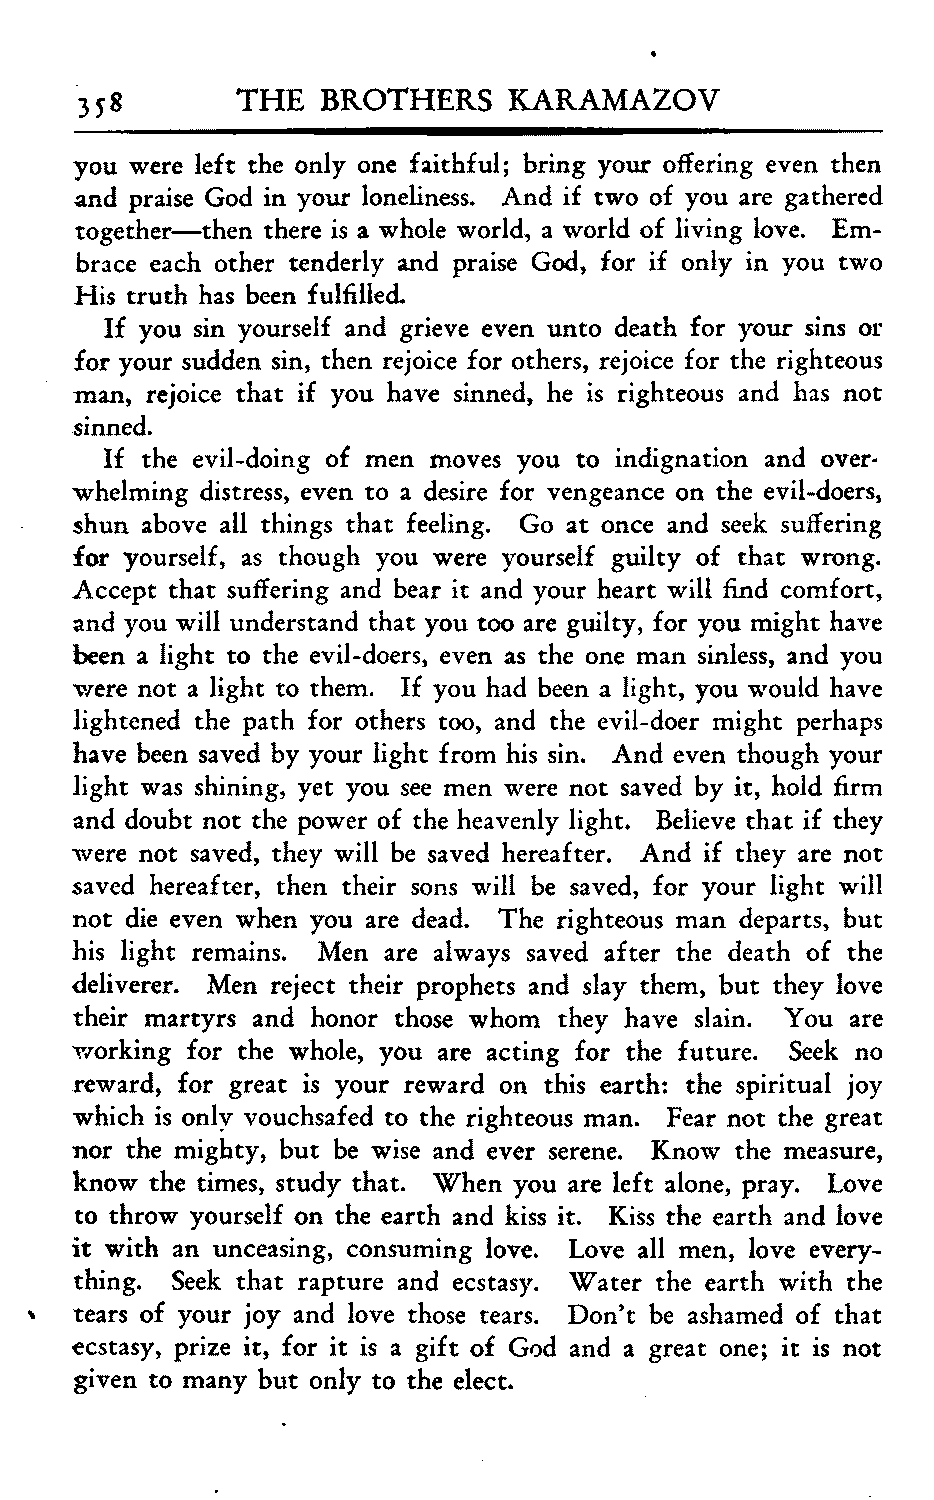 358 THE BROTHERS KARAMAZOV
you were left the only one faithful; bring your offering even then
and praise God in your loneliness. And if two of you are gathered
together—then there is a whole world, a world of living love. Em-
brace each other tenderly and praise God, for if only in you two
His truth has been fulfilled.
If you sin yourself and grieve even unto death for your sins or
for your sudden sin, then rejoice for others, rejoice for the righteous
man, rejoice that if you have sinned, he is righteous and has not
sinned.
If the evil-doing of men moves you to indignation and over-
whelming distress, even to a desire for vengeance on the evil-doers,
shun above all things that feeling. Go at once and seek suffering
for yourself, as though you were yourself guilty of that wrong.
Accept that suffering and bear it and your heart will find comfort,
and you will understand that you too are guilty, for you might have
been a light to the evil-doers, even as the one man sinless, and you
were not a light to them. If you had been a light, you would have
lightened the path for others too, and the evil-doer might perhaps
have been saved by your light from his sin. And even though your
light was shining, yet you see men were not saved by it, hold firm
and doubt not the power of the heavenly light. Believe that if they
were not saved, they will be saved hereafter. And if they are not
saved hereafter, then their sons will be saved, for your light will
not die even when you are dead. The righteous man departs, but
his light remains. Men are always saved after the death of the
deliverer. Men reject their prophets and slay them, but they love
their martyrs and honor those whom they have slain. You are
working for the whole, you are acting for the future. Seek no
reward, for great is your reward on this earth: the spiritual joy
which is only vouchsafed to the righteous man. Fear not the great
nor the mighty, but be wise and ever serene. Know the measure,
know the times, study that. When you are left alone, pray. Love
to throw yourself on the earth and kiss it. Kiss the earth and love
it with an unceasing, consuming love. Love all men, love every-
thing. Seek that rapture and ecstasy. Water the earth with the
tears of your joy and love those tears. Don't be ashamed of that
ecstasy, prize it, for it is a gift of God and a great one; it is not
given to many but only to the elect.